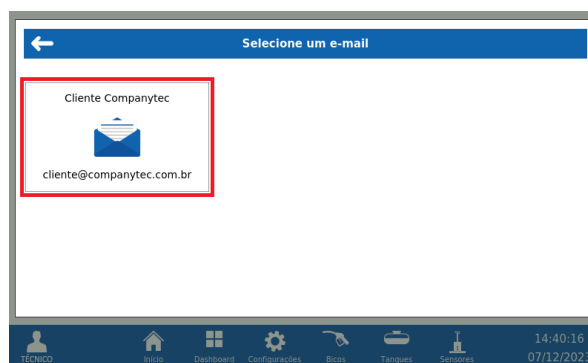 Selecione um e-mail
Cliente Companytec
cliente@companytec.com.br
TÉCNICO
Início
Dashboard
Configurações
Bicos
Tanques
Sensores
14:40:16